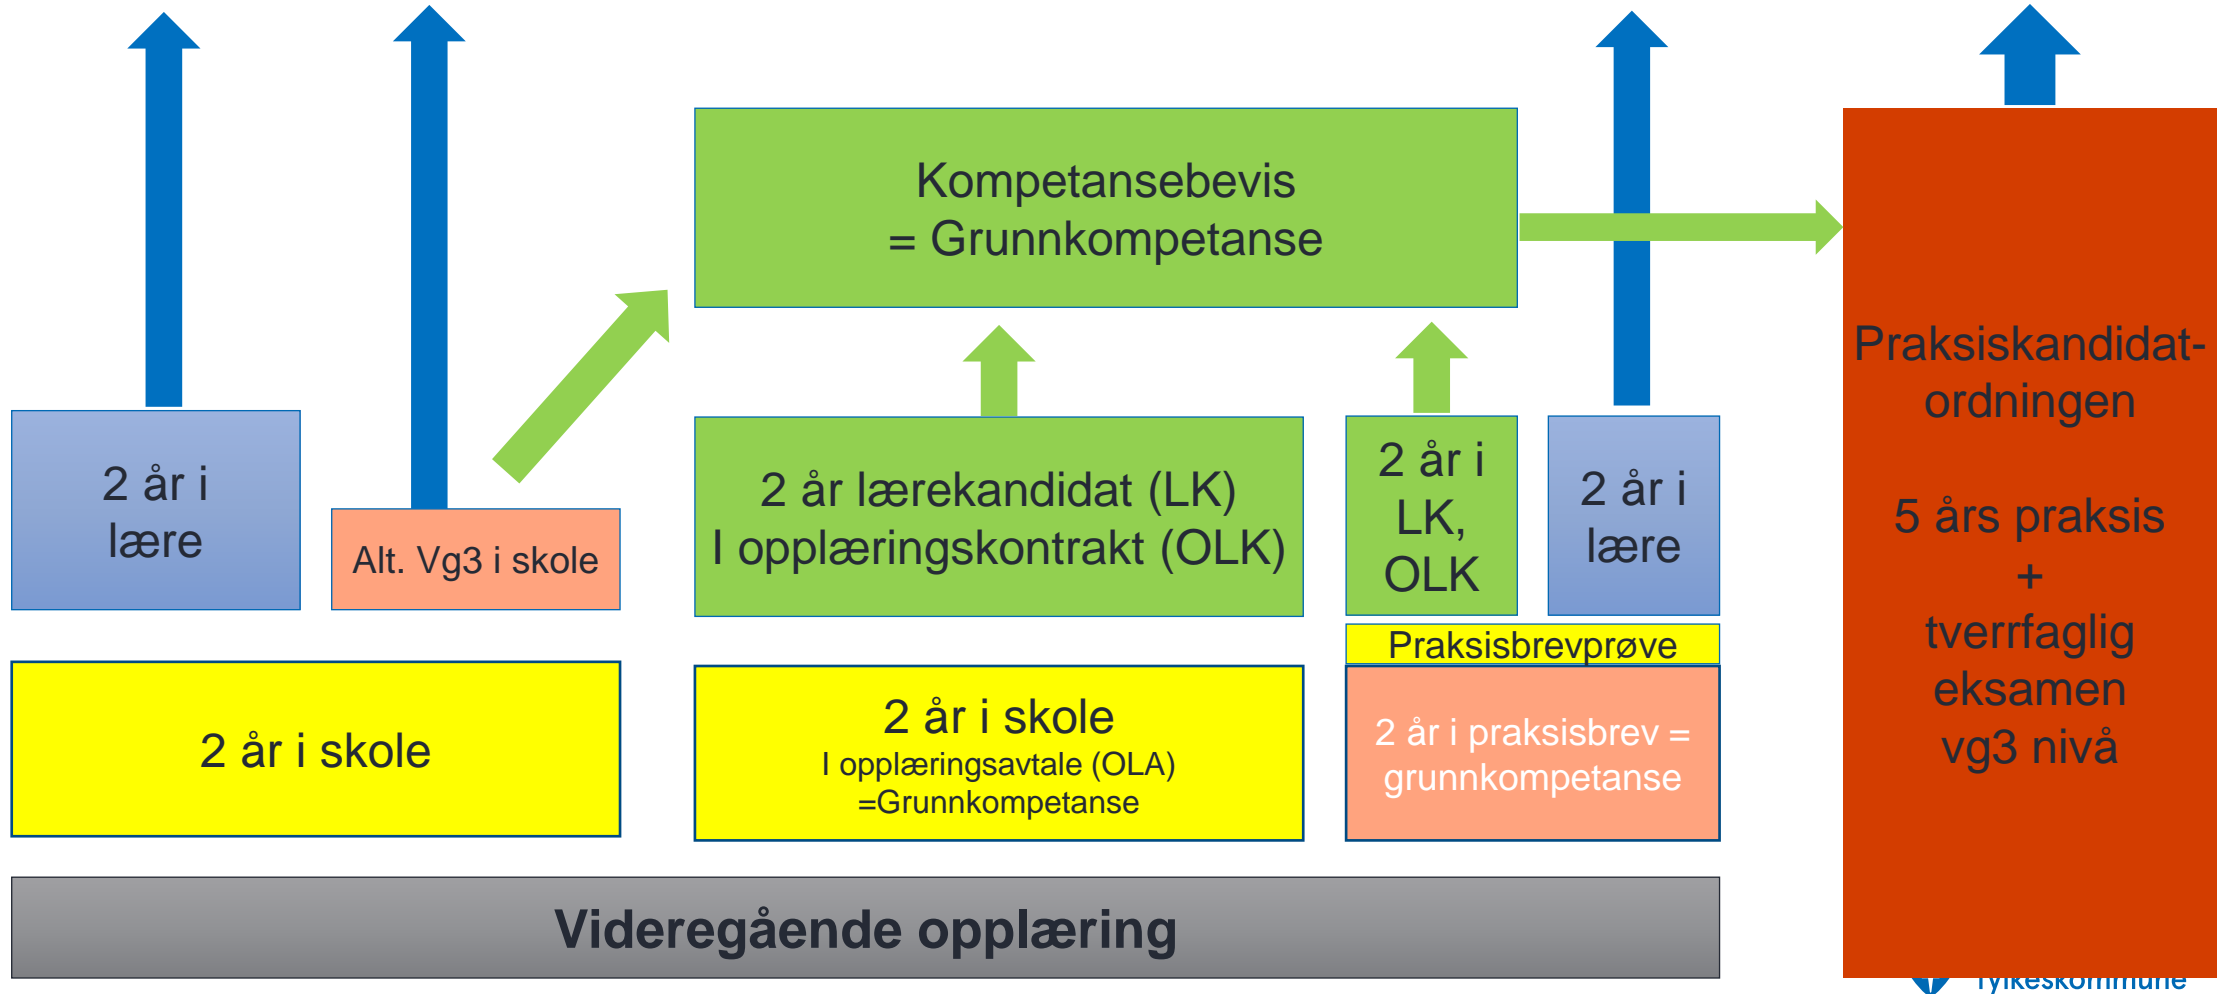 Kompetansebevis
= Grunnkompetanse
2 år i
lære
Alt. Vg3 i skole
2 år lærekandidat (LK)
I opplæringskontrakt (OLK)
2 år i
LK,
OLK
2 år i
lære
Praksisbrevprøve
2 år i skole
2 år i skole
I opplæringsavtale (OLA)
=Grunnkompetanse
2 år i praksisbrev =
grunnkompetanse
Videregående opplæring
Praksiskandidat-
ordningen
5 års praksis
+
tverrfaglig
eksamen
vg3 nivå
fylkeskommune